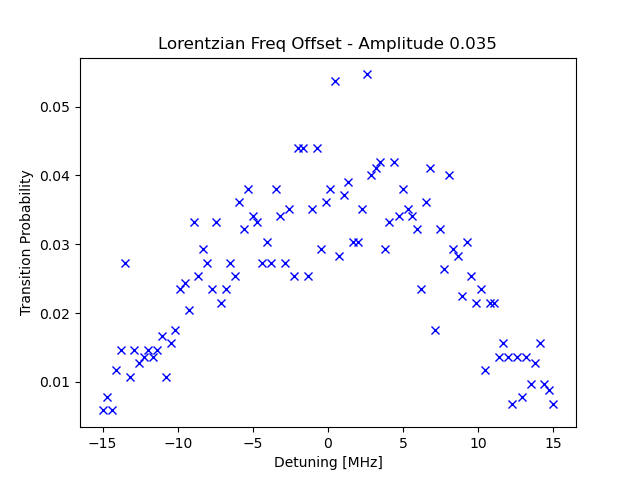 Lorentzian Freq Offset - Amplitude 0.035
Transition Probability
0.05
0.04
0.03
0.02
0.01
−15 −10 −5 0 5 10 15
Detuning [MHz]